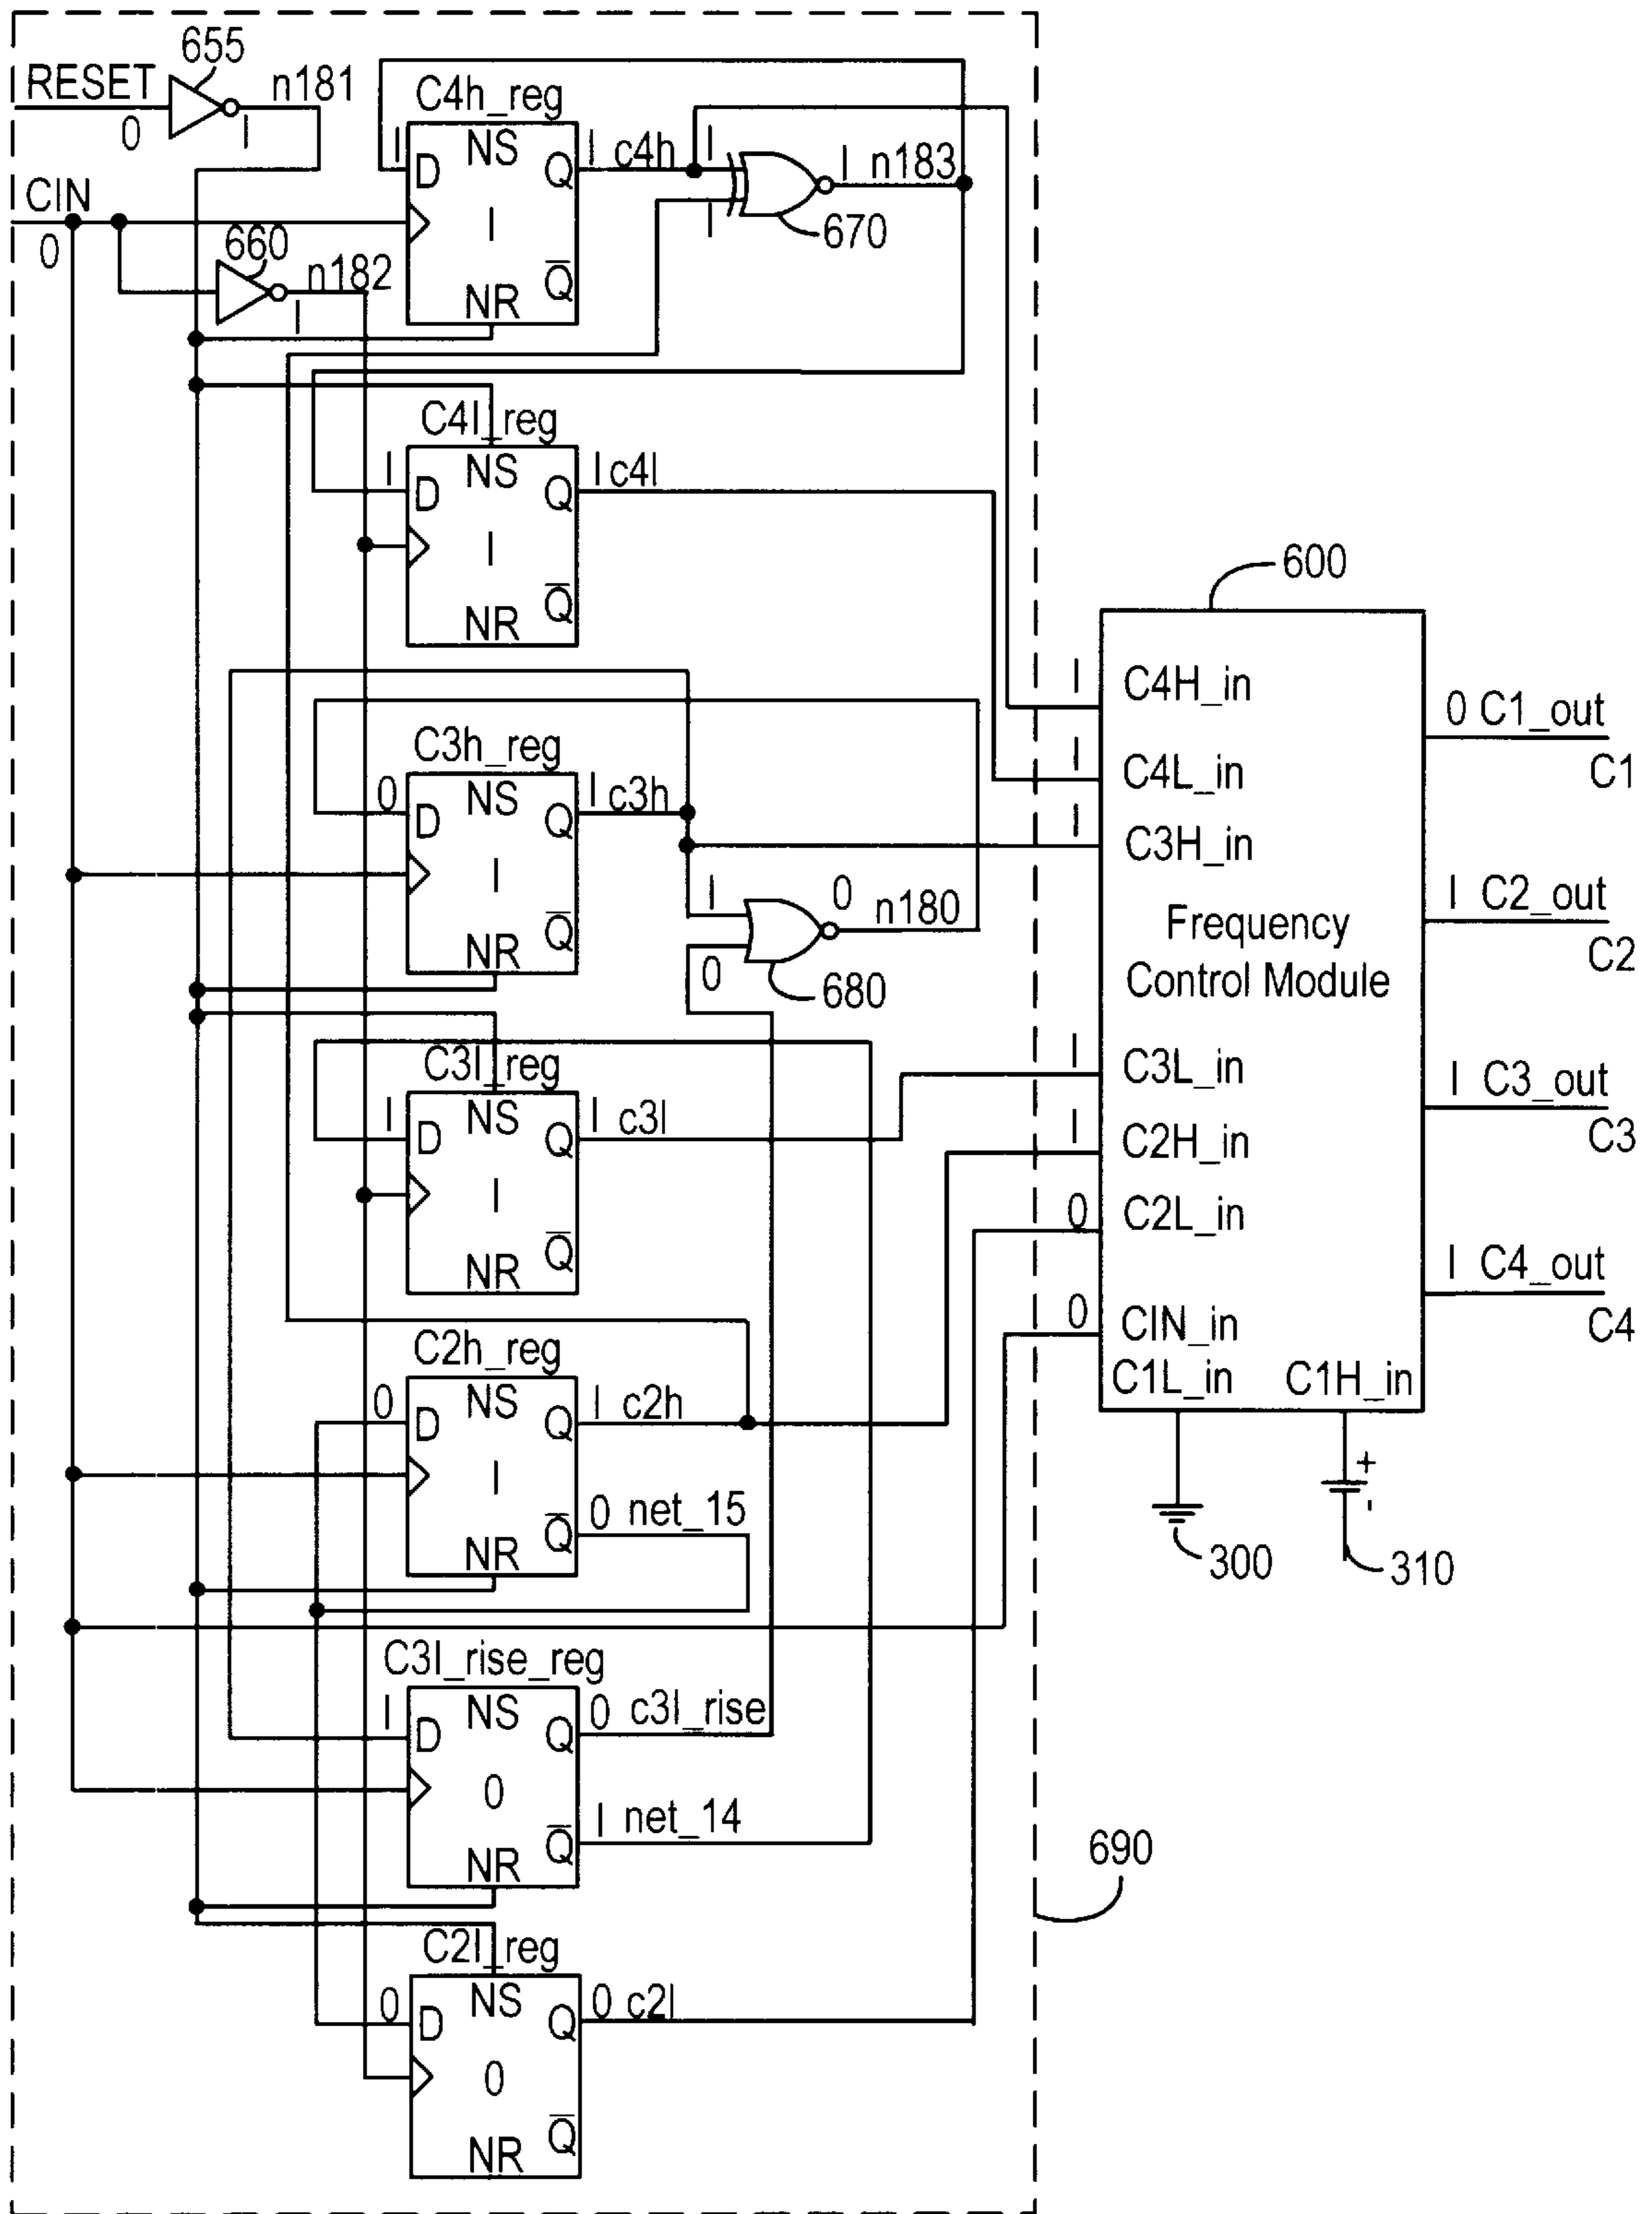 655
RESET
n181
0
I
CIN
0
660
n182
I
C4h_reg
I D NS Q I c4h
I
Q
NR
I
I
I n183
670
C4l_reg
I D NS Q I c4l
I
Q
NR
C3h_reg
0 D NS Q I c3h
I
Q
NR
I
0
0 n180
680
C3l_reg
I D NS Q I c3l
I
Q
NR
C2h_reg
0 D NS Q I c2h
I
Q 0 net_15
NR
C3l_rise_reg
I D NS Q 0 c3l_rise
0
Q I net_14
NR
C2l_reg
0 D NS Q 0 c2l
0
Q
NR
690
600
I C4H_in
I C4L_in
I C3H_in
Frequency
Control Module
I C3L_in
I C2H_in
0 C2L_in
0 CIN_in
C1L_in C1H_in
0 C1_out
C1
I C2_out
C2
I C3_out
C3
I C4_out
C4
+
-
300
310